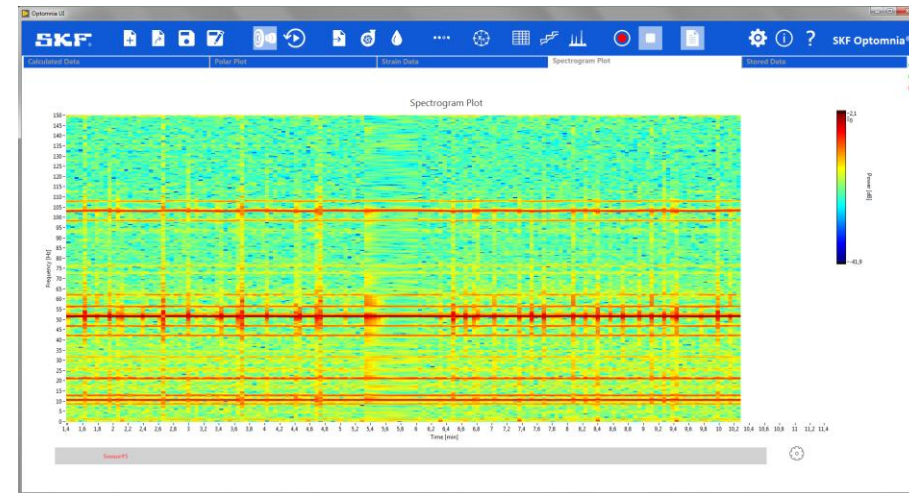 Optomnia UI
SKF
SKF Optomnia®
Calculated Data
Polar Plot
Strain Data
Spectrogram Plot
Stored Data
Spectrogram Plot
150-
145-
140-
135-
130-
125-
120-
115-
110-
105-
100-
95-
90-
85-
80-
75-
70-
65-
60-
55-
50-
45-
40-
35-
30-
25-
20-
15-
10-
5-
0-
Frequency [Hz]
1,4 1,6 1,8 2 2,2 2,4 2,6 2,8 3 3,2 3,4 3,6 3,8 4 4,2 4,4 4,6 4,8 5 5,2 5,4 5,6 5,8 6 6,2 6,4 6,6 6,8 7 7,2 7,4 7,6 7,8 8 8,2 8,4 8,6 8,8 9 9,2 9,4 9,6 9,8 10 10,2 10,4 10,6 10,8 11 11,2 11,4
Time [min]
-2,1
0
Power [dB]
-41,9